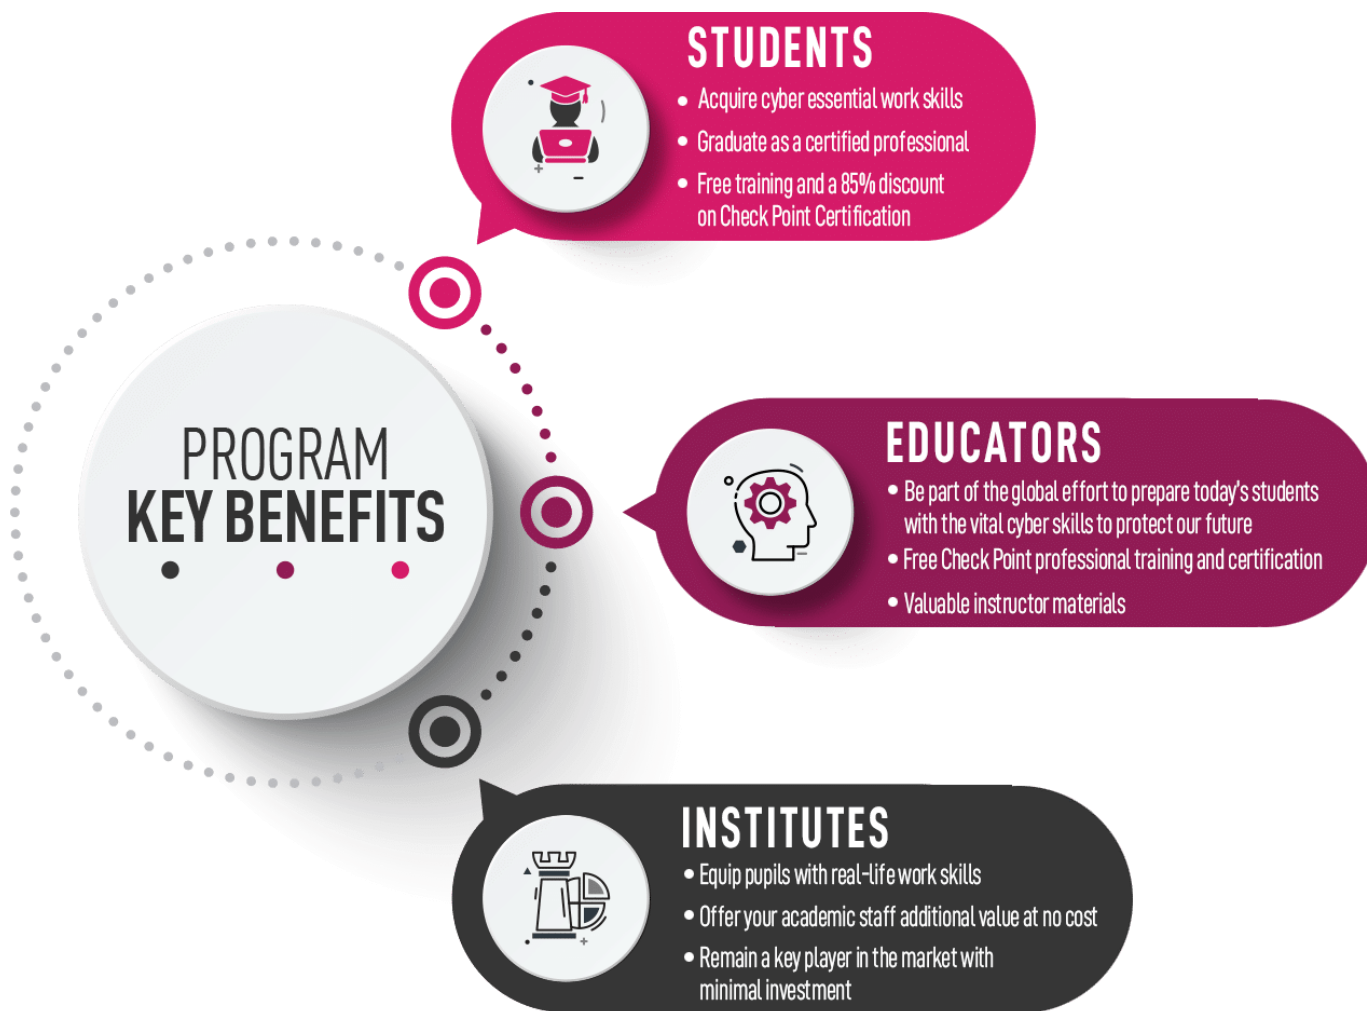 STUDENTS
• Acquire cyber essential work skills
• Graduate as a certified professional
• Free training and a 85% discount
on Check Point Certification
PROGRAM
KEY BENEFITS
EDUCATORS
• Be part of the global effort to prepare today's students
with the vital cyber skills to protect our future
• Free Check Point professional training and certification
• Valuable instructor materials
INSTITUTES
• Equip pupils with real-life work skills
• Offer your academic staff additional value at no cost
• Remain a key player in the market with
minimal investment